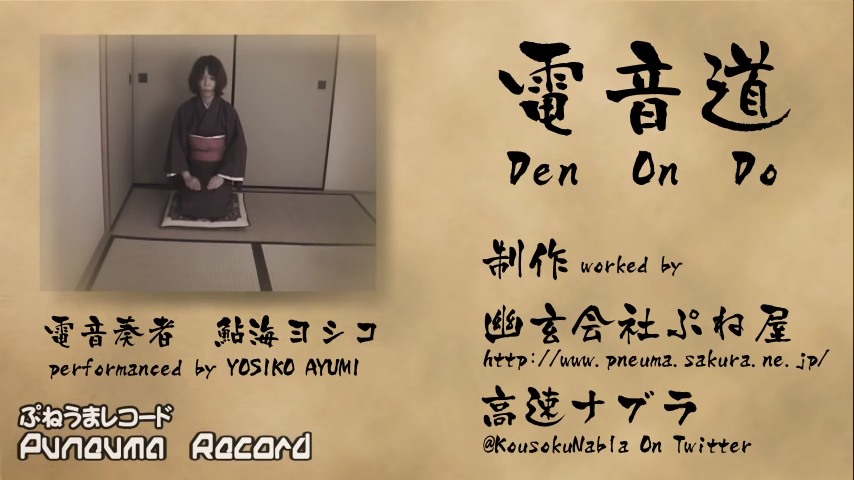 電音道
Den On Do
制作 worked by
幽玄会社ぷね屋
http://www.pneuma.sakura.ne.jp/
高速ナブラ
@KousokuNabla On Twitter
電音奏者 鮎海ヨシコ
performanced by YOSIKO AYUMI
ぷねうまレコード
Puneuma Record